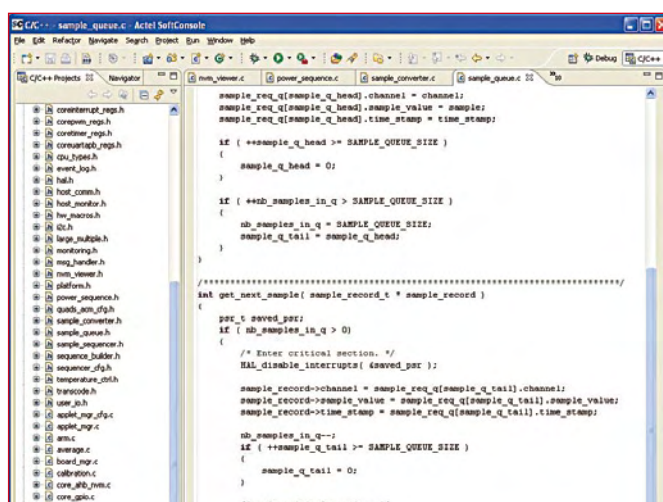 C/C++ - sample_queue.c - Actel SoftConsole
File Edit Refactor Navigate Search Project Run Window Help
Debug C/C++
C/C++ Projects Navigator
nvm_viewer.c power_sequence.c sample_converter.c sample_queue.c
coreinterrupt_regs.h
corepwm_regs.h
coretimer_regs.h
coreuartapb_regs.h
cpu_types.h
event_log.h
hal.h
host_comm.h
host_monitor.h
hw_macros.h
i2c.h
large_multiple.h
monitoring.h
msg_handler.h
nvm_viewer.h
platform.h
power_sequence.h
quads_acm_cfg.h
sample_converter.h
sample_queue.h
sample_sequencer.h
sequence_builder.h
sequencer_cfg.h
temperature_ctrl.h
transcode.h
user_io.h
applet_mgr_cfg.c
applet_mgr.c
arm.c
average.c
board_mgr.c
calibration.c
core_ahb_nvm.c
core_gpio.c
sample_req_q[sample_q_head].channel = channel;
sample_req_q[sample_q_head].sample_value = sample;
sample_req_q[sample_q_head].time_stamp = time_stamp;
if ( ++sample_q_head >= SAMPLE_QUEUE_SIZE )
{
sample_q_head = 0;
}
if ( ++nb_samples_in_q > SAMPLE_QUEUE_SIZE )
{
nb_samples_in_q = SAMPLE_QUEUE_SIZE;
sample_q_tail = sample_q_head;
}
}
int get_next_sample( sample_record_t * sample_record )
{
psr_t saved_psr;
if ( nb_samples_in_q > 0)
{
/* Enter critical section. */
HAL_disable_interrupts( &saved_psr );
sample_record->channel = sample_req_q[sample_q_tail].channel;
sample_record->sample_value = sample_req_q[sample_q_tail].sample_value;
sample_record->time_stamp = sample_req_q[sample_q_tail].time_stamp;
nb_samples_in_q--;
if ( ++sample_q_tail >= SAMPLE_QUEUE_SIZE )
{
sample_q_tail = 0;
}